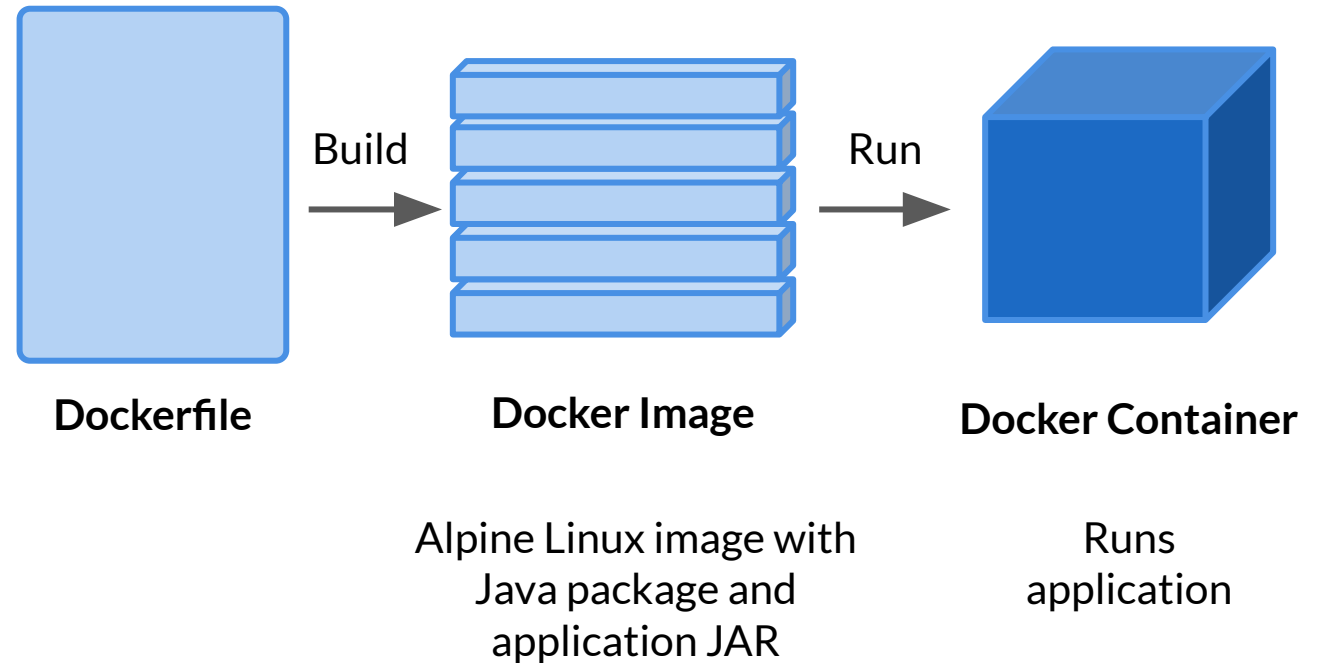 Build
Run
Dockerfile
Docker Image
Docker Container
Alpine Linux image with
Java package and
application JAR
Runs
application